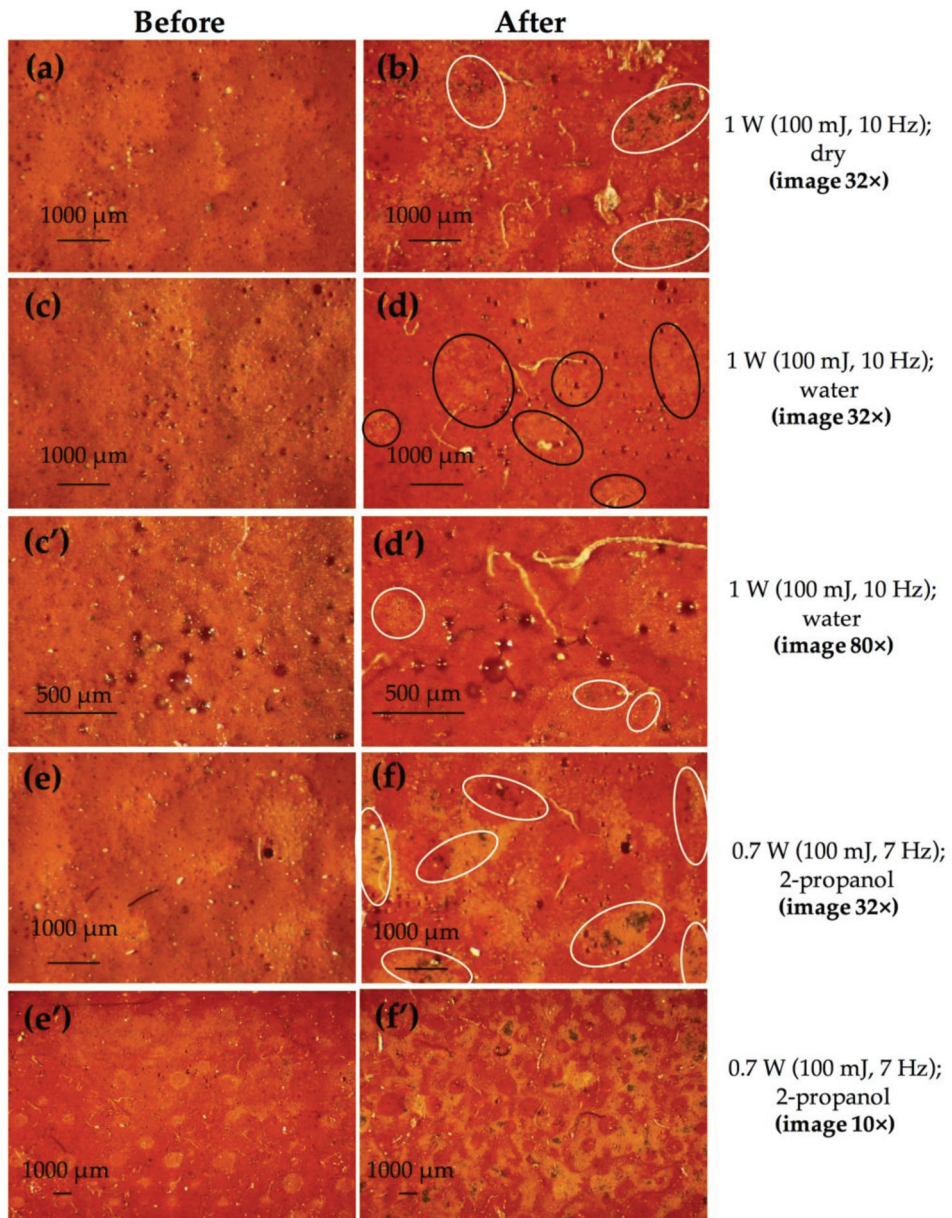 Before After
(a) (b)
1 W (100 mJ, 10 Hz);
dry
(image 32×)
1000 μm 1000 μm
(c) (d)
1 W (100 mJ, 10 Hz);
water
(image 32×)
1000 μm 1000 μm
(c′) (d′)
1 W (100 mJ, 10 Hz);
water
(image 80×)
500 μm 500 μm
(e) (f)
0.7 W (100 mJ, 7 Hz);
2-propanol
(image 32×)
1000 μm 1000 μm
(e′) (f′)
0.7 W (100 mJ, 7 Hz);
2-propanol
(image 10×)
1000 μm 1000 μm